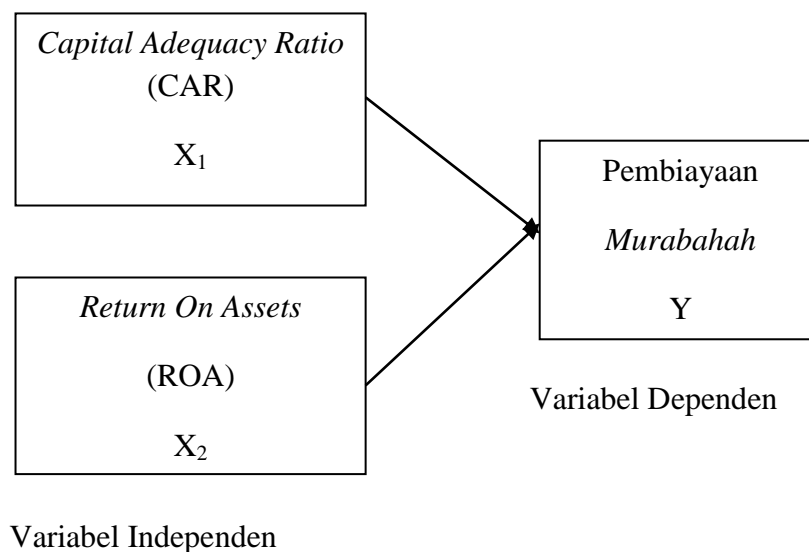 Capital Adequacy Ratio
(CAR)
X₁
Return On Assets
(ROA)
X₂
Variabel Independen
Pembiayaan
Murabahah
Y
Variabel Dependen